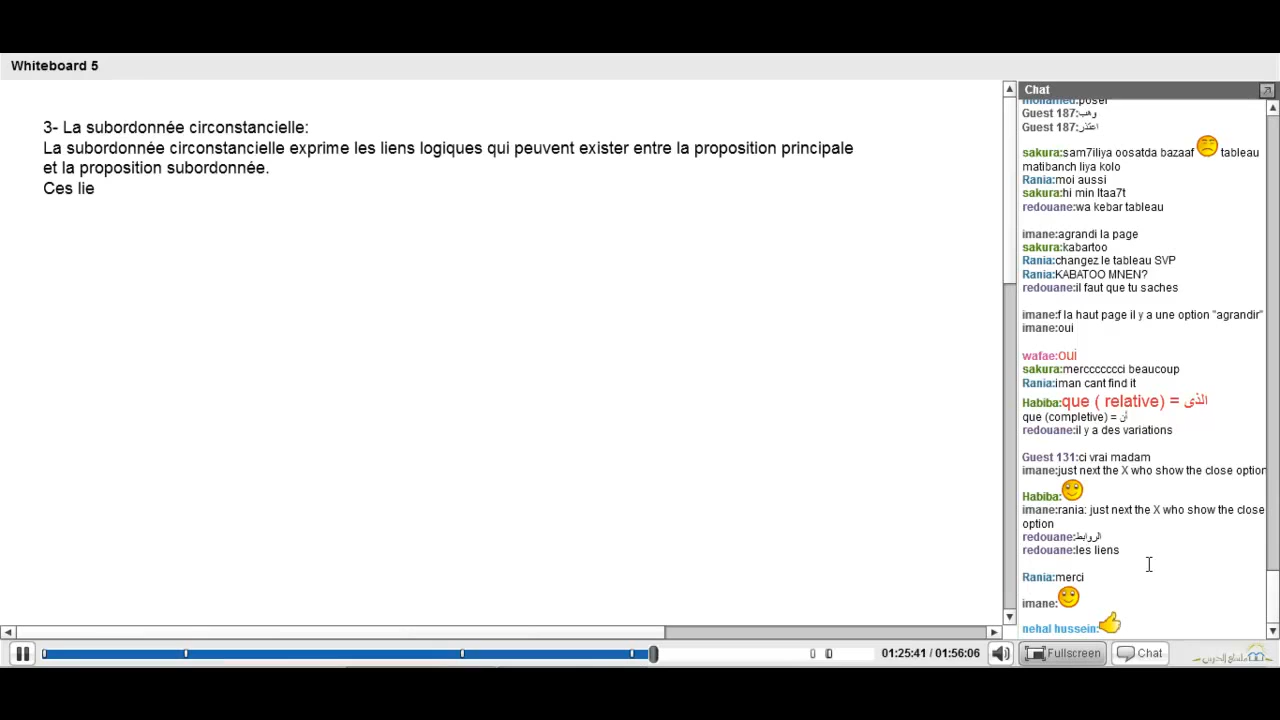 Whiteboard 5
3- La subordonnée circonstancielle:
La subordonnée circonstancielle exprime les liens logiques qui peuvent exister entre la proposition principale
et la proposition subordonnée.
Ces lie
Chat
mohamed:poser
Guest 187:وهب
Guest 187:اعتذر
sakura:sam7iliya oosatda bazaaf tableau
matibanch liya kolo
Rania:moi aussi
sakura:hi min ltaa7t
redouane:wa kebar tableau
imane:agrandi la page
sakura:kabartoo
Rania:changez le tableau SVP
Rania:KABATOO MNEN?
redouane:il faut que tu saches
imane:f la haut page il y a une option "agrandir"
imane:oui
wafae:oui
sakura:mercccccccci beaucoup
Rania:iman cant find it
Habiba:que ( relative) = الذى
que (completive) = أن
redouane:il y a des variations
Guest 131:ci vrai madam
imane:just next the X who show the close option
Habiba:
imane:rania: just next the X who show the close
option
redouane:الروابط
redouane:les liens
Rania:merci
imane:
nehal hussein:
01:25:41 / 01:56:06
Fullscreen
Chat